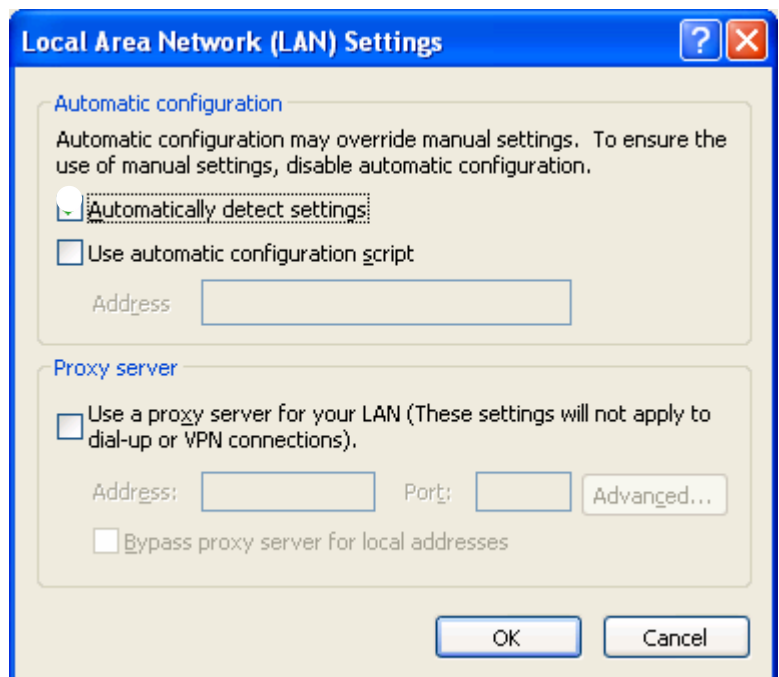 Local Area Network (LAN) Settings
Automatic configuration
Automatic configuration may override manual settings. To ensure the
use of manual settings, disable automatic configuration.
Automatically detect settings
Use automatic configuration script
Address
Proxy server
Use a proxy server for your LAN (These settings will not apply to
dial-up or VPN connections).
Address: Port: Advanced...
Bypass proxy server for local addresses
OK Cancel